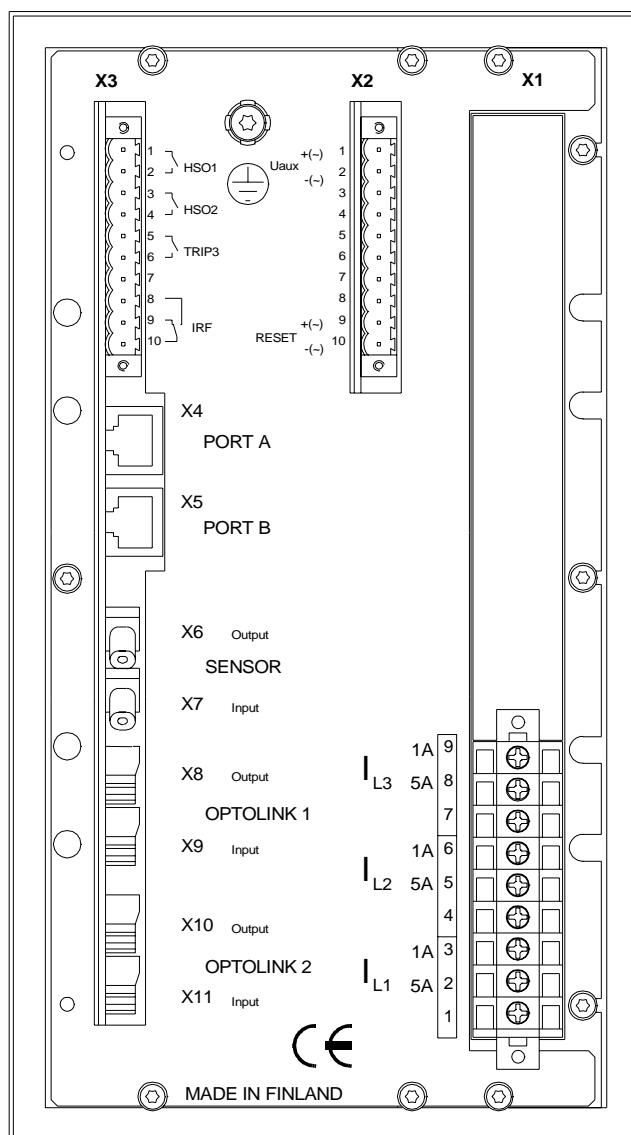 X3 X2 X1
1 +(~) 1
HSO1 Uaux
2 -(~) 2
3 3
HSO2
4 4
5 5
TRIP3
6 6
7 7
8 8
9 +(~) 9
IRF RESET
10 -(~) 10
X4
PORT A
X5
PORT B
X6 Output
SENSOR
X7 Input
1A 9
X8 Output IL3 5A 8
OPTOLINK 1 7
X9 Input 1A 6
IL2 5A 5
X10 Output 4
1A 3
OPTOLINK 2 IL1 5A 2
X11 Input 1
CE
MADE IN FINLAND